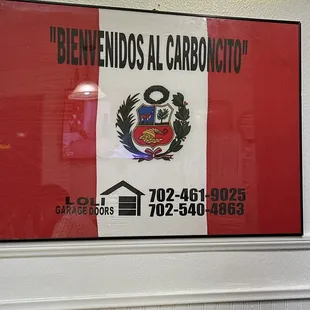 "BIENVENIDOS AL CARBONCITO"
LOLI
GARAGE DOORS
702-461-9025
702-540-4863